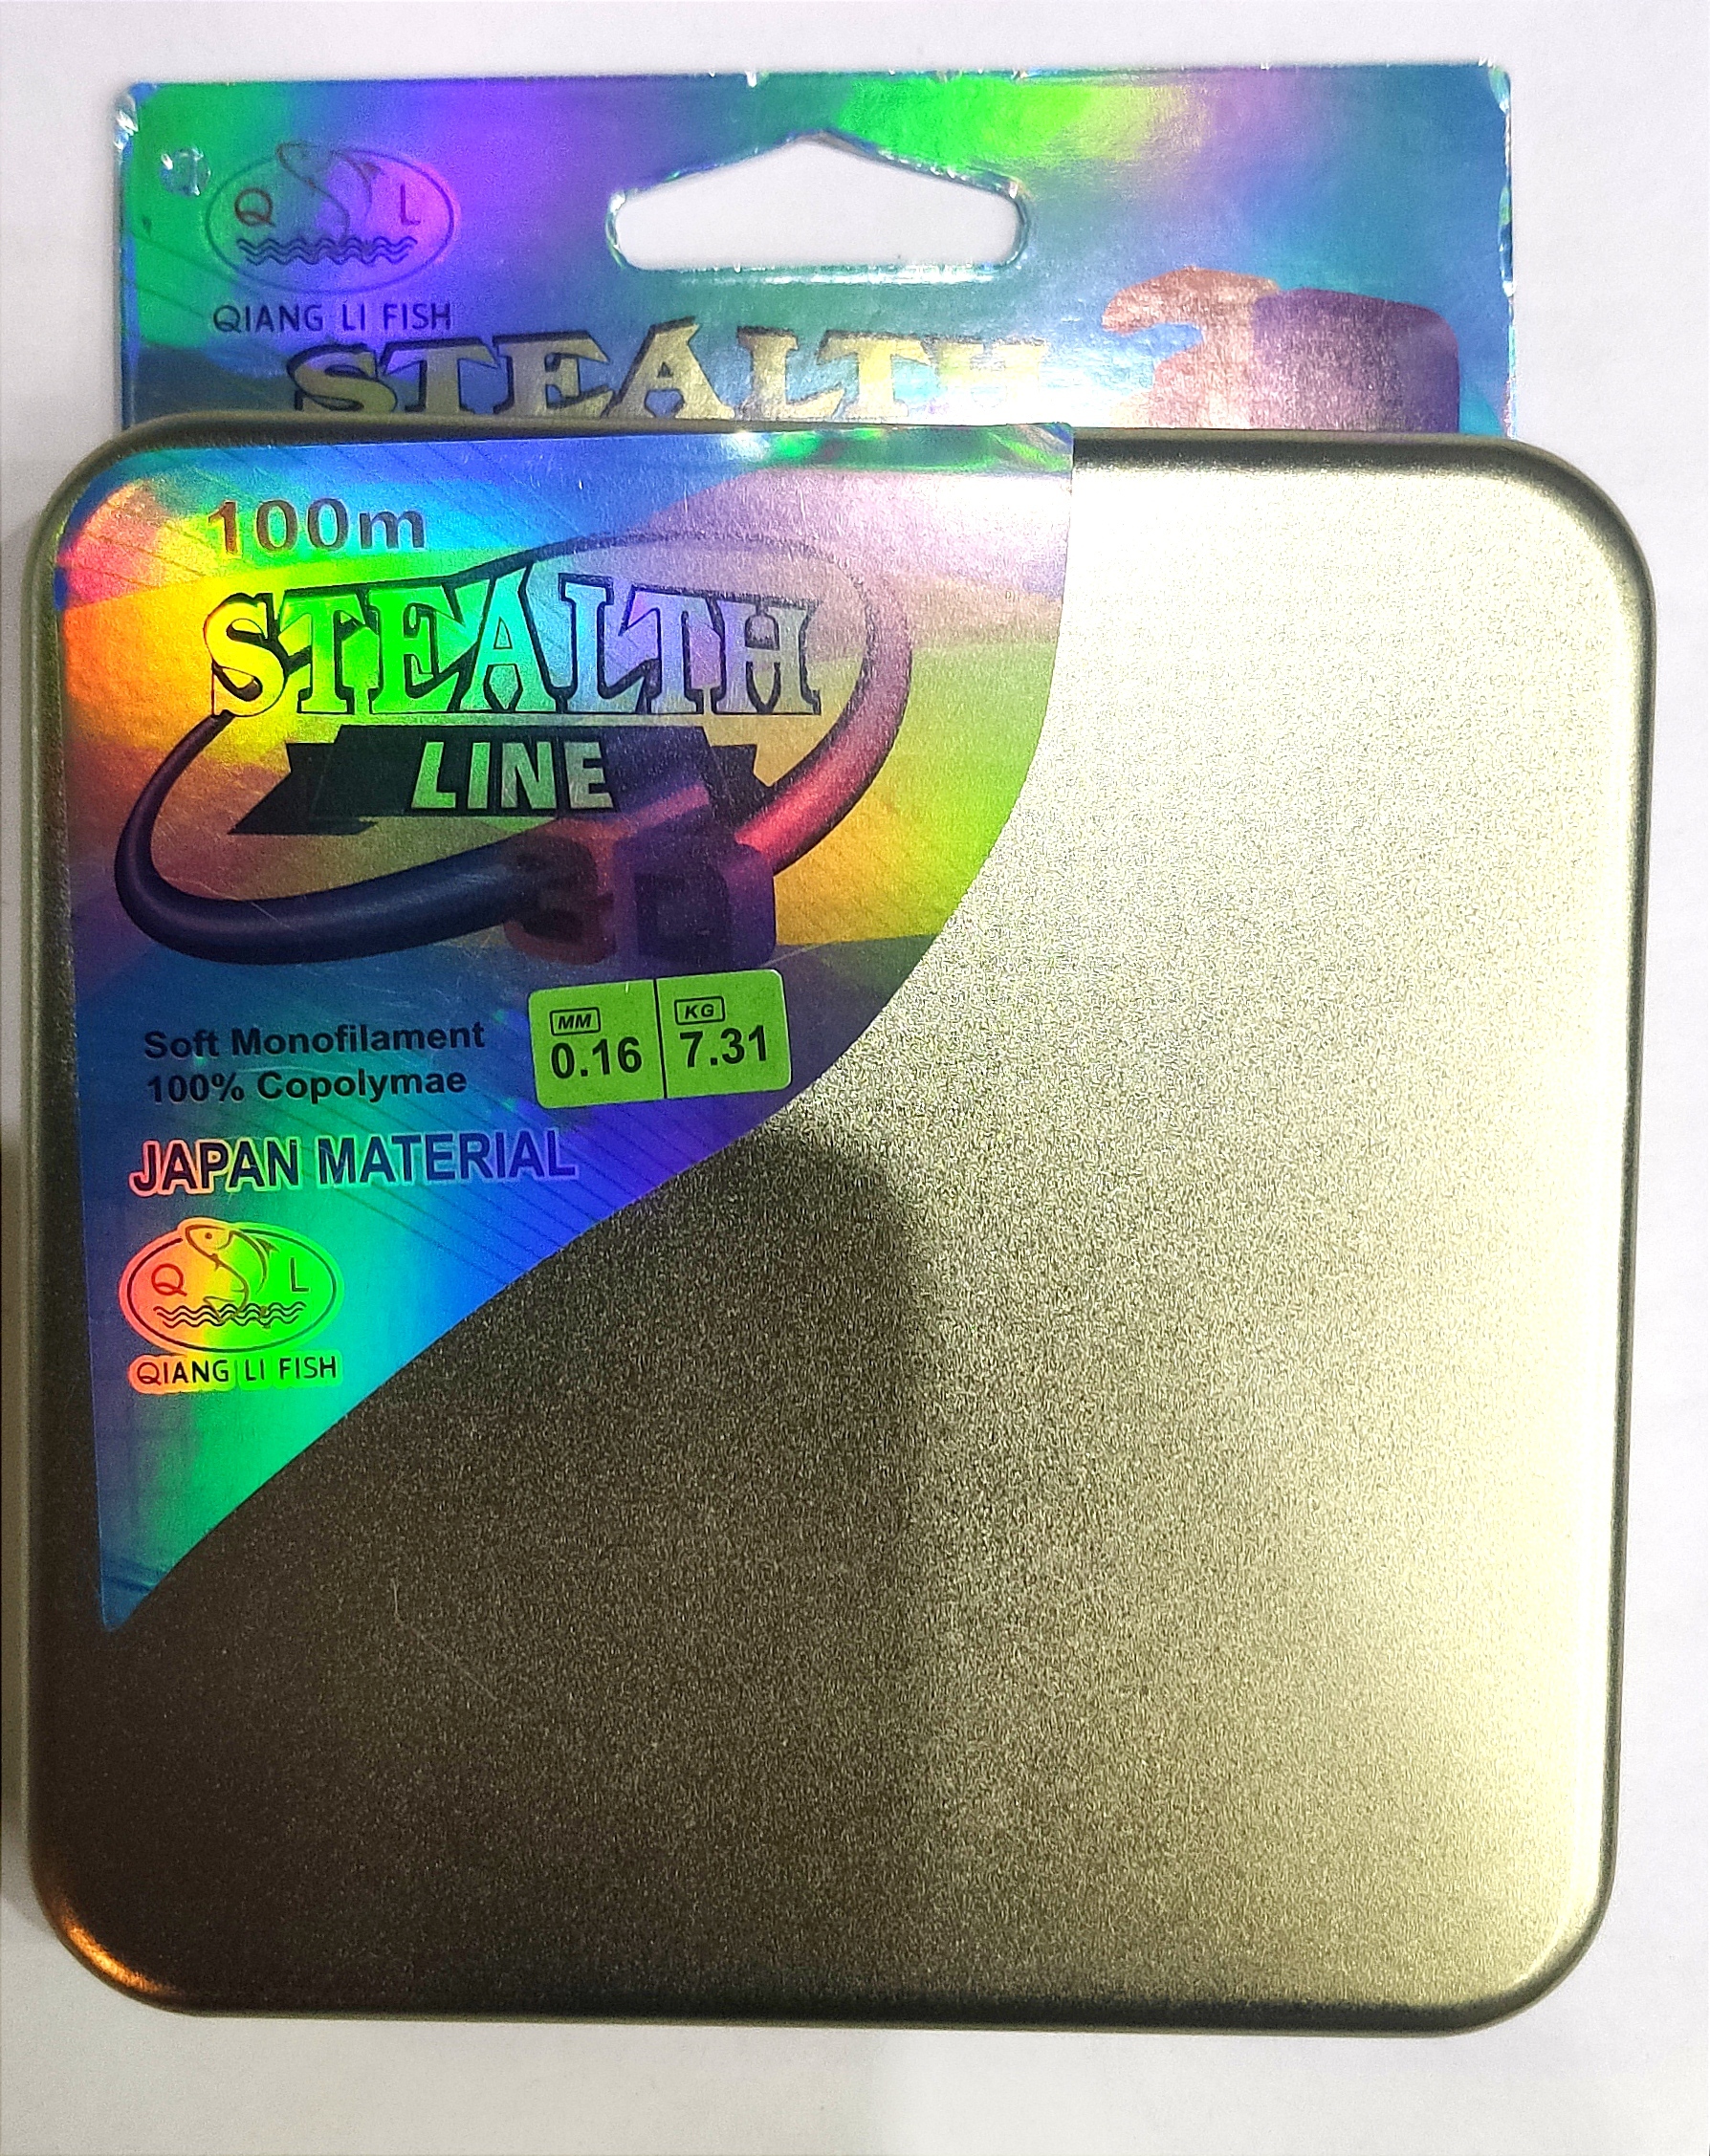 Q L
QIANG LI FISH
STEALTH
100m
STEALTH
LINE
3D
Soft Monofilament
100% Copolymae
MM
0.16
KG
7.31
JAPAN MATERIAL
Q L
QIANG LI FISH